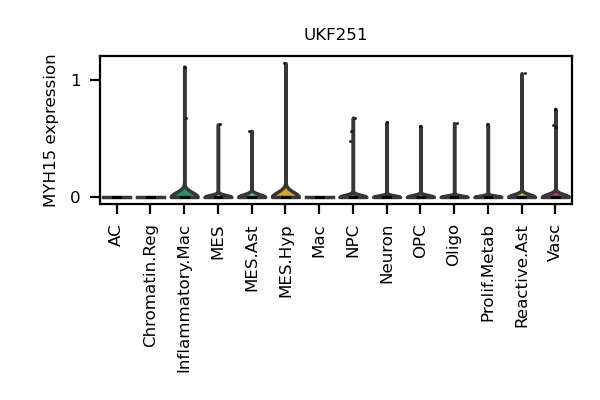 UKF251
MYH15 expression
1
0
AC
Chromatin.Reg
Inflammatory.Mac
MES
MES.Ast
MES.Hyp
Mac
NPC
Neuron
OPC
Oligo
Prolif.Metab
Reactive.Ast
Vasc